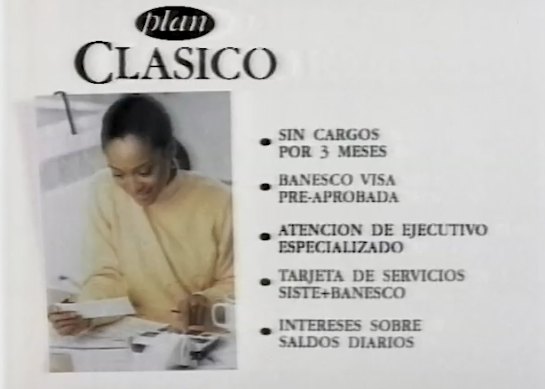 plan
CLASICO
SIN CARGOS
POR 3 MESES
BANESCO VISA
PRE-APROBADA
ATENCION DE EJECUTIVO
ESPECIALIZADO
TARJETA DE SERVICIOS
SISTE+BANESCO
INTERESES SOBRE
SALDOS DIARIOS